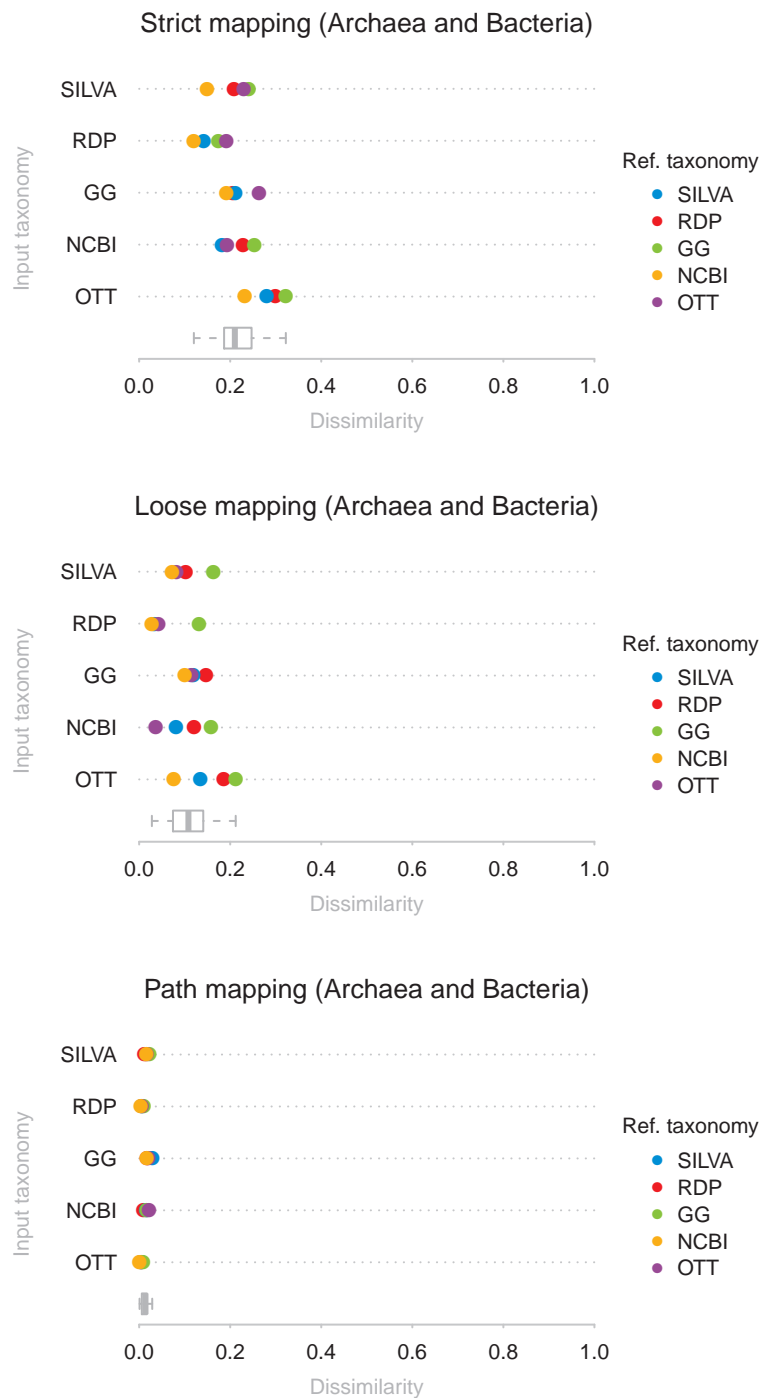 Strict mapping (Archaea and Bacteria)
Input taxonomy
SILVA
RDP
GG
NCBI
OTT
0.0 0.2 0.4 0.6 0.8 1.0
Dissimilarity
Ref. taxonomy
SILVA
RDP
GG
NCBI
OTT
Loose mapping (Archaea and Bacteria)
Input taxonomy
SILVA
RDP
GG
NCBI
OTT
0.0 0.2 0.4 0.6 0.8 1.0
Dissimilarity
Ref. taxonomy
SILVA
RDP
GG
NCBI
OTT
Path mapping (Archaea and Bacteria)
Input taxonomy
SILVA
RDP
GG
NCBI
OTT
0.0 0.2 0.4 0.6 0.8 1.0
Dissimilarity
Ref. taxonomy
SILVA
RDP
GG
NCBI
OTT